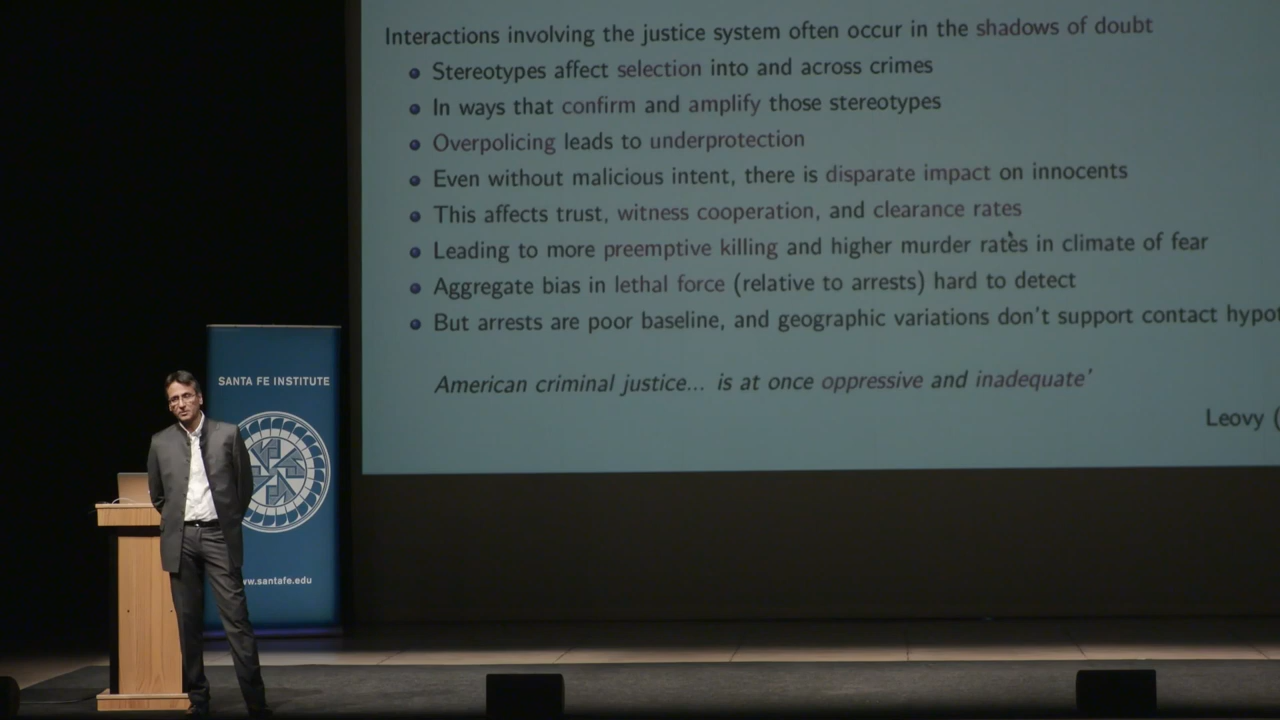 Interactions involving the justice system often occur in the shadows of doubt
Stereotypes affect selection into and across crimes
In ways that confirm and amplify those stereotypes
Overpolicing leads to underprotection
Even without malicious intent, there is disparate impact on innocents
This affects trust, witness cooperation, and clearance rates
Leading to more preemptive killing and higher murder rates in climate of fear
Aggregate bias in lethal force (relative to arrests) hard to detect
But arrests are poor baseline, and geographic variations don't support contact hypot
American criminal justice... is at once oppressive and inadequate'
Leovy (
SANTA FE INSTITUTE
ww.santafe.edu